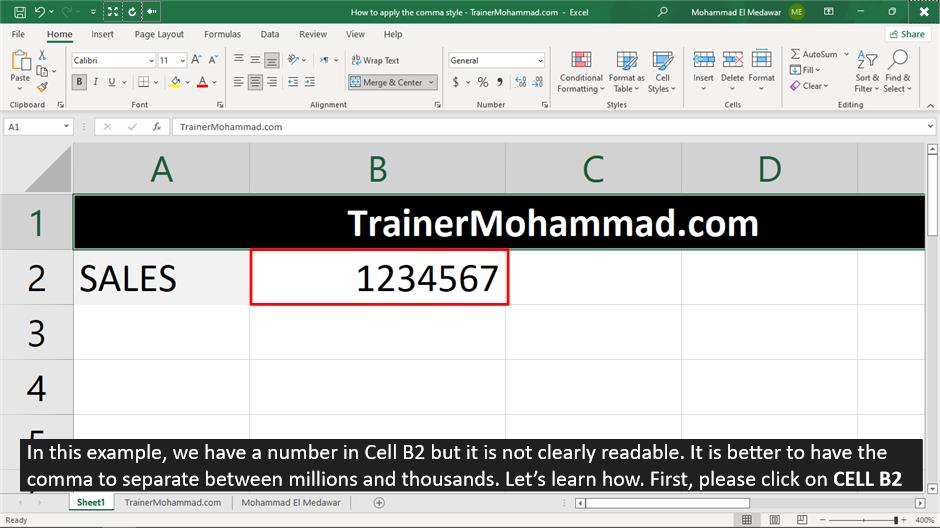 How to apply the comma style - TrainerMohammad.com - Excel
Mohammad El Medawar ME
File Home Insert Page Layout Formulas Data Review View Help Share
Paste
Clipboard
Calibri 11 A A
B I U A
Font
ab Wrap Text
Merge & Center
Alignment
General
$ % , .00
Number
Conditional Formatting
Format as Table
Cell Styles
Styles
Insert Delete Format
Cells
AutoSum
Fill
Clear
Sort & Filter
Find & Select
Editing
A1 fx TrainerMohammad.com
A B C D
1 TrainerMohammad.com
2 SALES 1234567
3
4
In this example, we have a number in Cell B2 but it is not clearly readable. It is better to have the
comma to separate between millions and thousands. Let’s learn how. First, please click on CELL B2
Sheet1 TrainerMohammad.com Mohammad El Medawar
Ready 400%